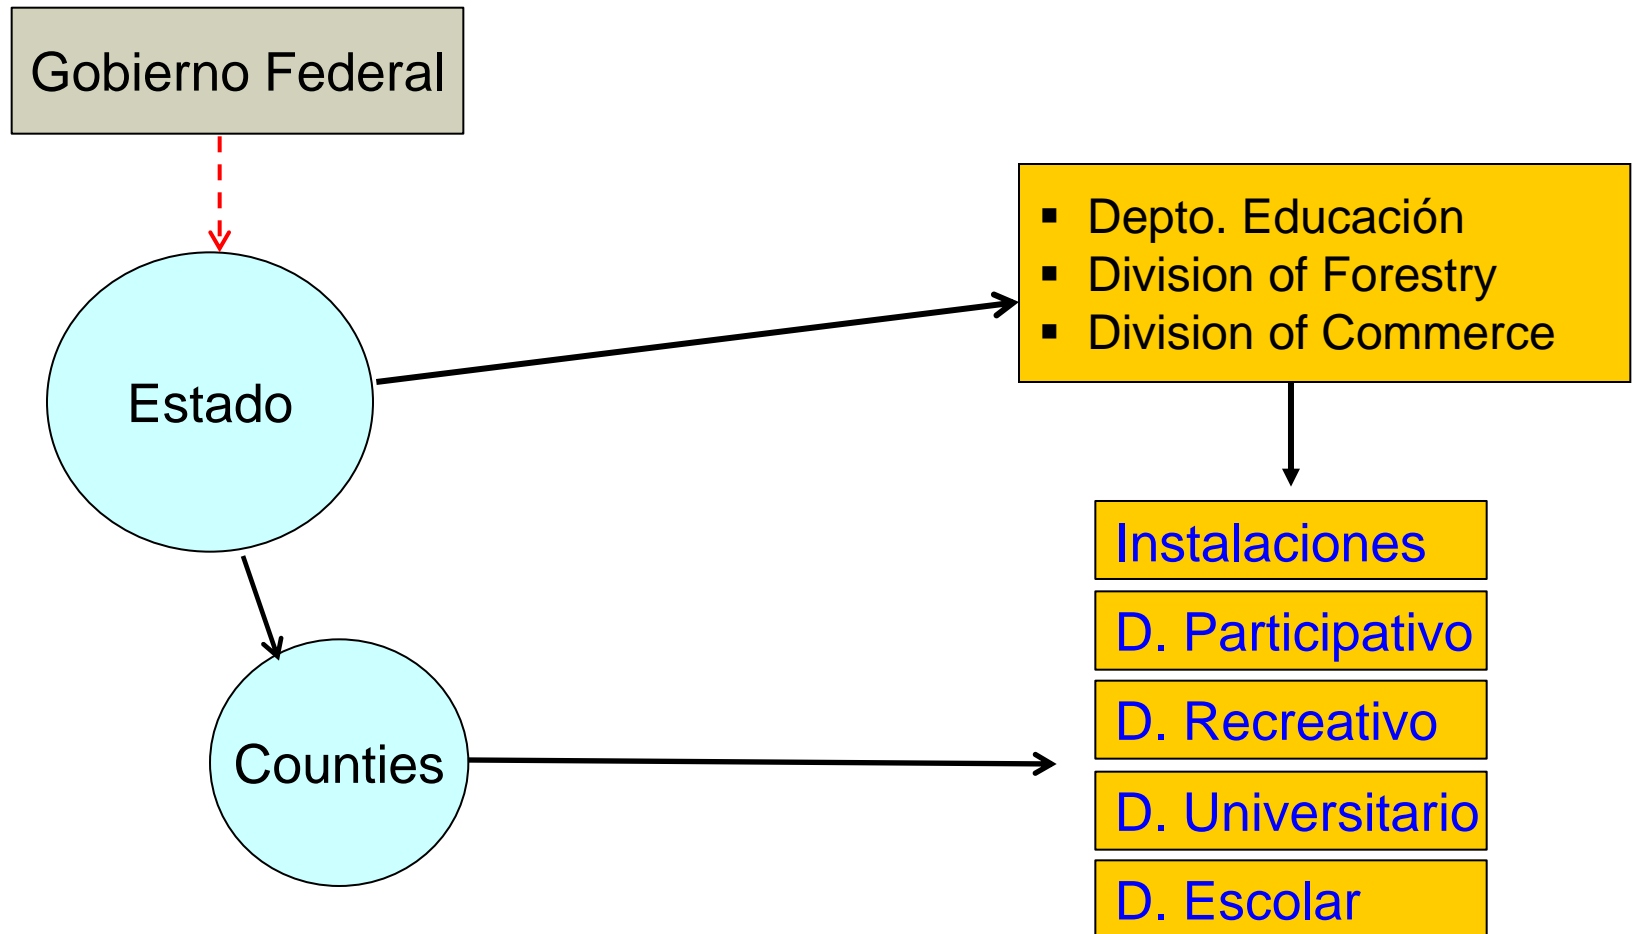 Gobierno Federal
Depto. Educación
Division of Forestry
Division of Commerce
Estado
Instalaciones
D. Participativo
D. Recreativo
Counties
D. Universitario
D. Escolar